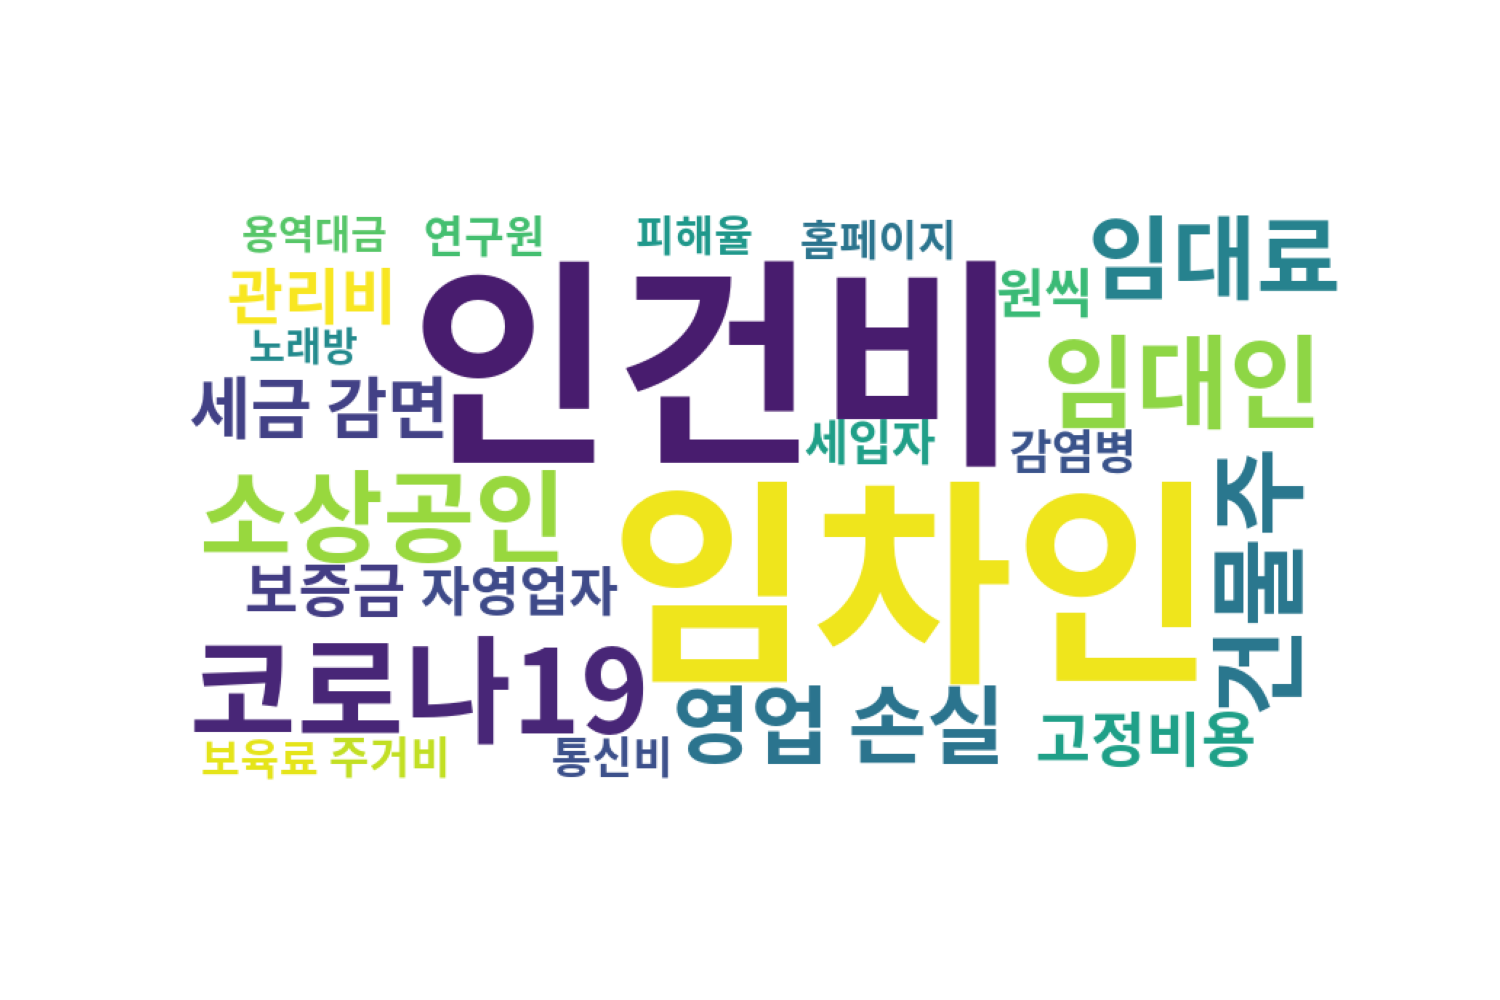 용역대금 연구원 피해율 홈페이지 임대료
관리비 인건비 원씩
노래방 임대인
세금 감면 세입자 감염병
소상공인 임차인 건물주
보증금 자영업자
코로나19 영업 손실 고정비용
보육료 주거비 통신비